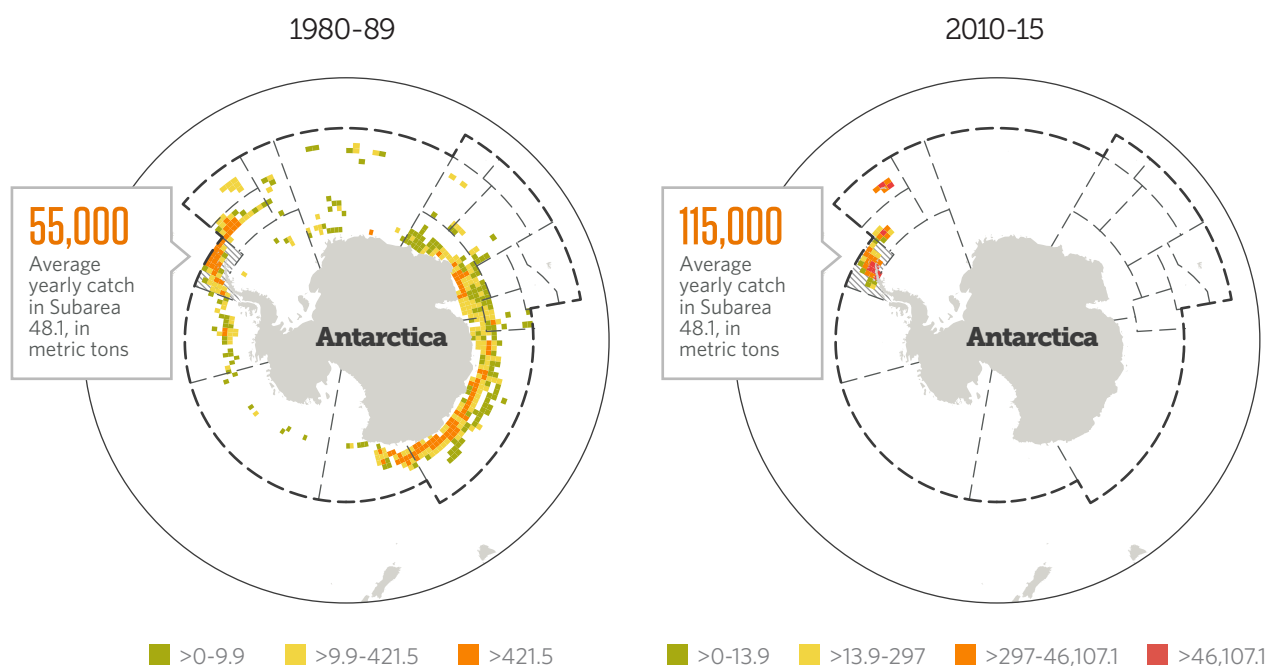 1980-89
2010-15
55,000
Average
yearly catch
in Subarea
48.1, in
metric tons
Antarctica
115,000
Average
yearly catch
in Subarea
48.1, in
metric tons
Antarctica
>0-9.9
>9.9-421.5
>421.5
>0-13.9
>13.9-297
>297-46,107.1
>46,107.1